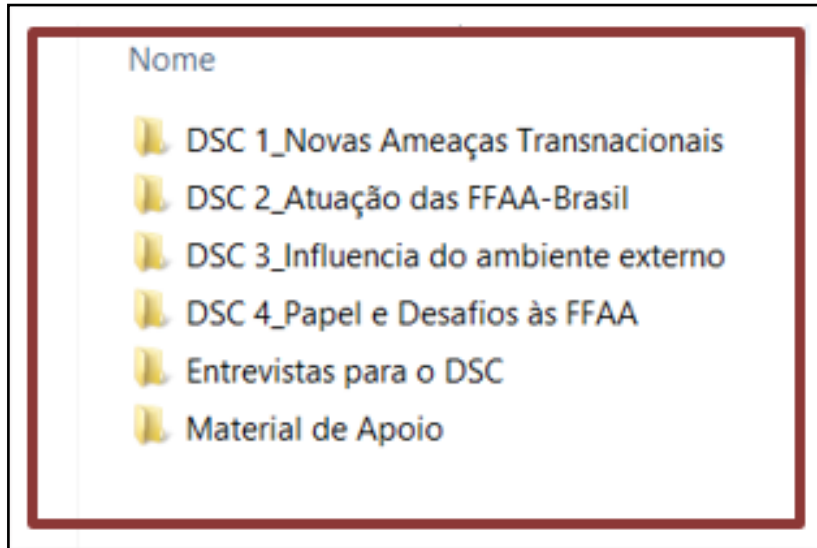 Nome
DSC 1_Novas Ameaças Transnacionais
DSC 2_Atuação das FFAA-Brasil
DSC 3_Influencia do ambiente externo
DSC 4_Papel e Desafios às FFAA
Entrevistas para o DSC
Material de Apoio